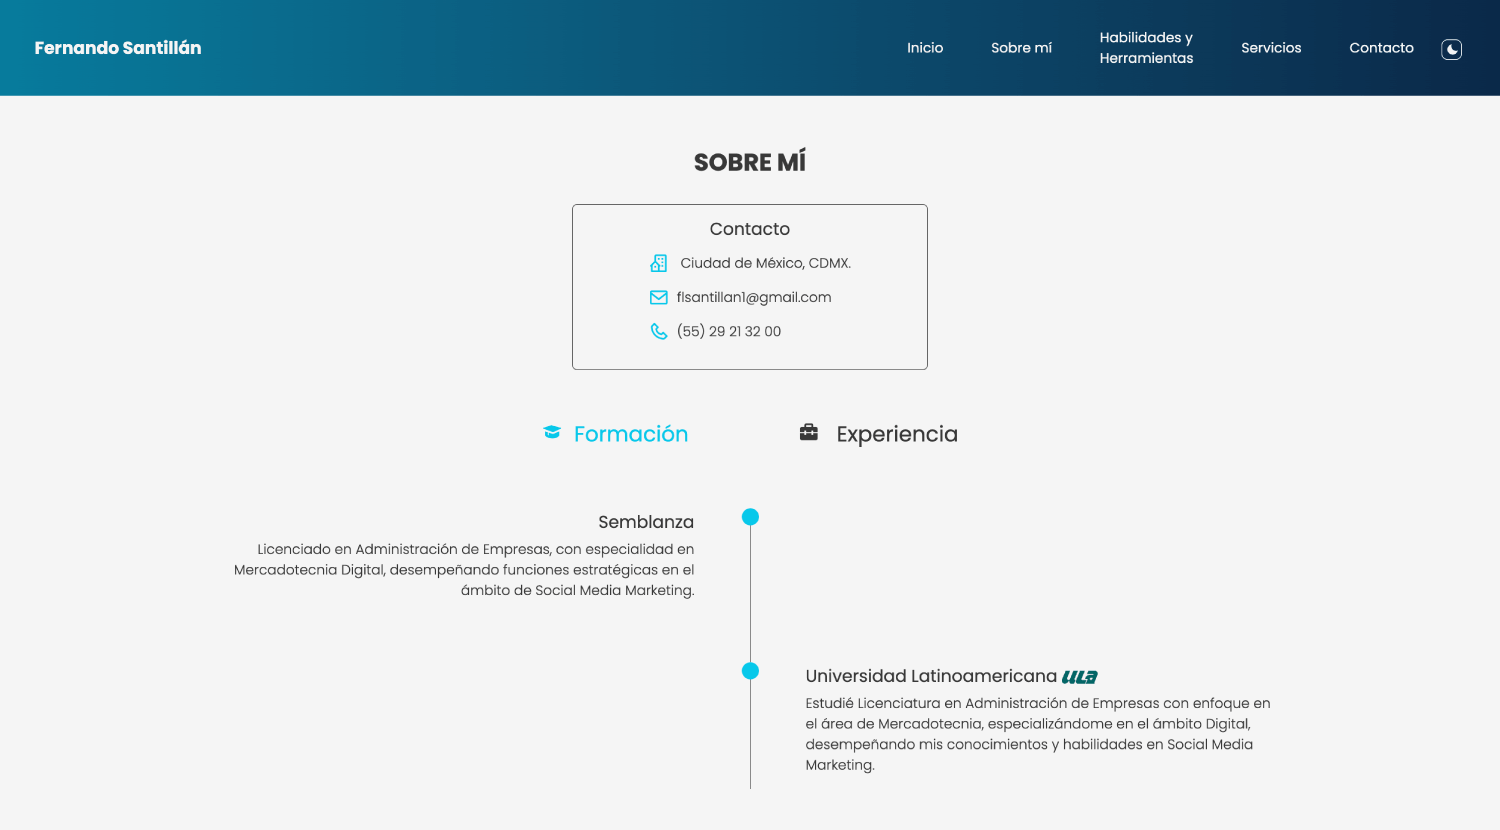 Fernando Santillán
Inicio
Sobre mí
Habilidades y
Herramientas
Servicios
Contacto
SOBRE MÍ
Contacto
Ciudad de México, CDMX.
flsantillan1@gmail.com
(55) 29 21 32 00
Formación
Experiencia
Semblanza
Licenciado en Administración de Empresas, con especialidad en
Mercadotecnia Digital, desempeñando funciones estratégicas en el
ámbito de Social Media Marketing.
Universidad Latinoamericana ULA
Estudié Licenciatura en Administración de Empresas con enfoque en
el área de Mercadotecnia, especializándome en el ámbito Digital,
desempeñando mis conocimientos y habilidades en Social Media
Marketing.